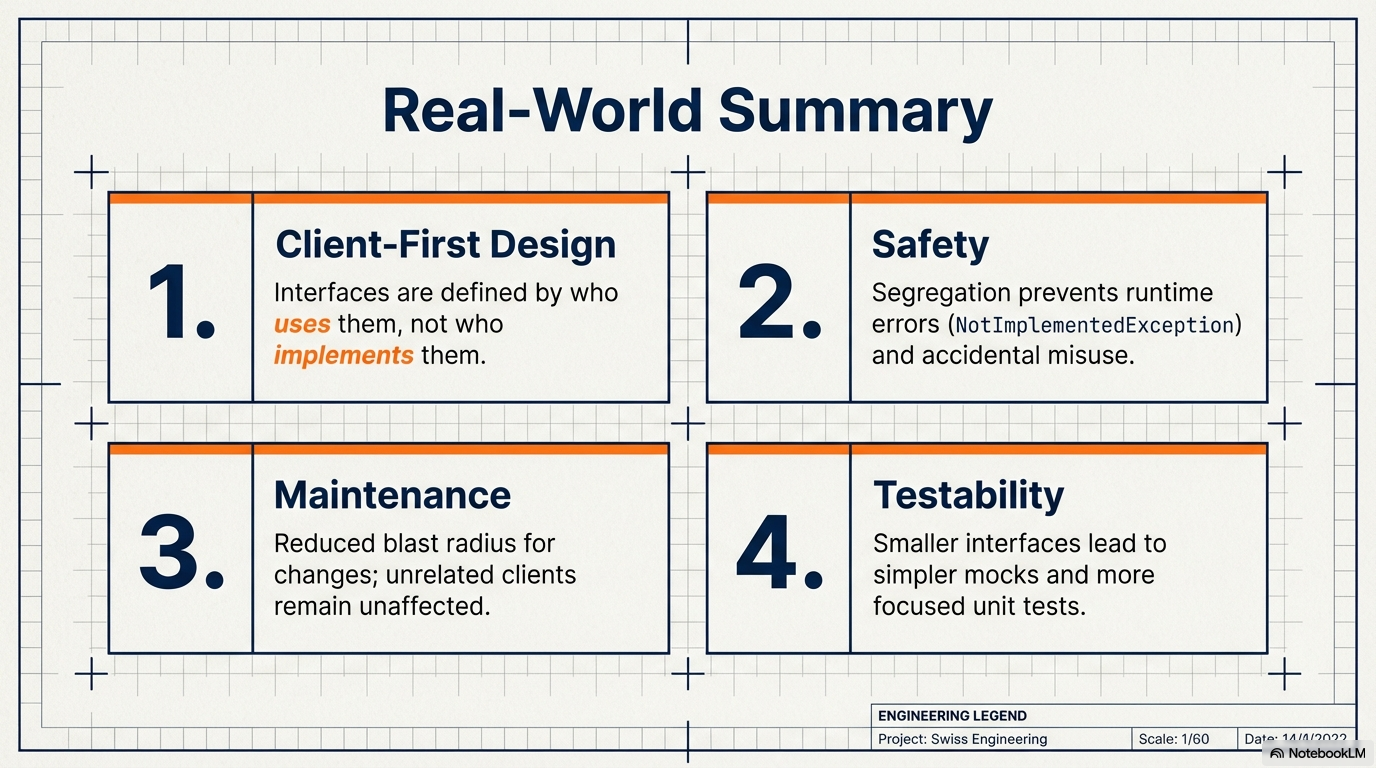 Real-World Summary
1.
Client-First Design
Interfaces are defined by who
uses them, not who
implements them.
2.
Safety
Segregation prevents runtime
errors (NotImplementedException)
and accidental misuse.
3.
Maintenance
Reduced blast radius for
changes; unrelated clients
remain unaffected.
4.
Testability
Smaller interfaces lead to
simpler mocks and more
focused unit tests.
ENGINEERING LEGEND
Project: Swiss Engineering
Scale: 1/60
Date:
NotebookLM